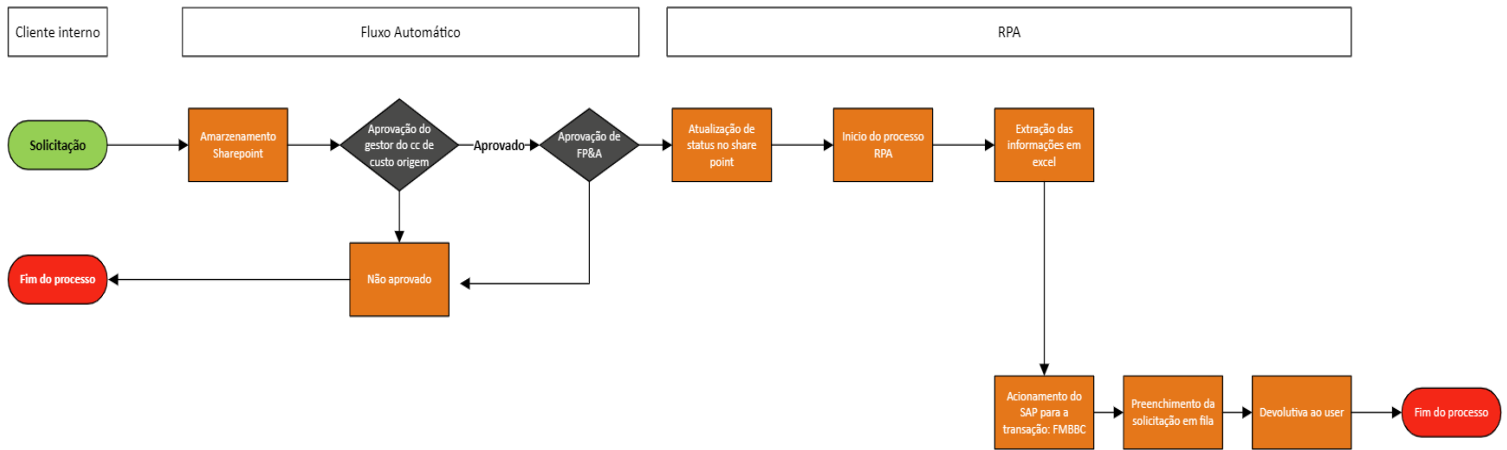 Cliente interno
Fluxo Automático
RPA
Solicitação
Amarzenamento
Sharepoint
Aprovação do
gestor do cc de
custo origem
Aprovado
Aprovação de
FP&A
Atualização de
status no share
point
Inicio do processo
RPA
Extração das
informações em
excel
Fim do processo
Não aprovado
Acionamento do
SAP para a
transação: FMBBC
Preenchimento da
solicitação em fila
Devolutiva ao user
Fim do processo